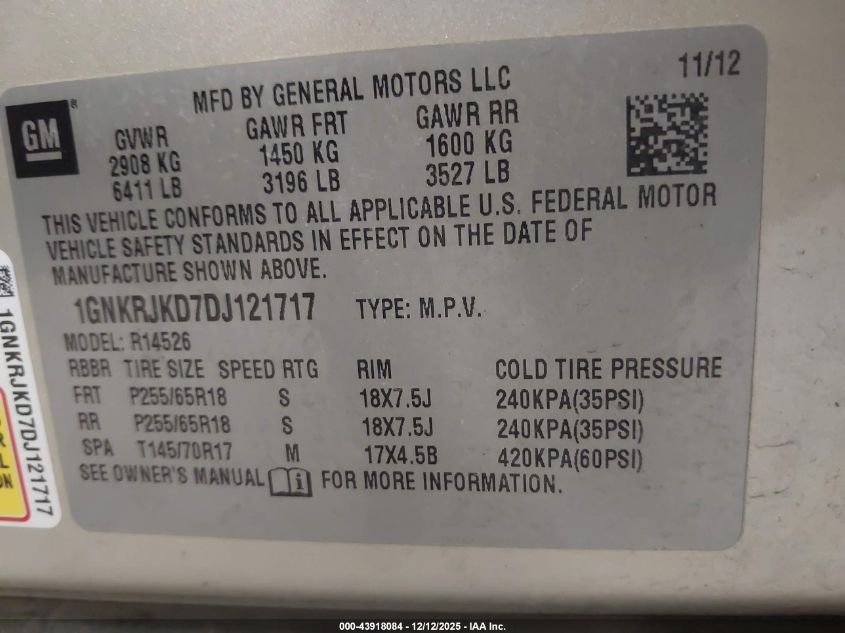 11/12
MFD BY GENERAL MOTORS LLC
GM
GVWR GAWR FRT GAWR RR
2908 KG 1450 KG 1600 KG
6411 LB 3196 LB 3527 LB
THIS VEHICLE CONFORMS TO ALL APPLICABLE U.S. FEDERAL MOTOR
VEHICLE SAFETY STANDARDS IN EFFECT ON THE DATE OF
MANUFACTURE SHOWN ABOVE.
1GNKRJKD7DJ121717 TYPE: M.P.V.
MODEL: R14526
RBBR TIRE SIZE SPEED RTG RIM COLD TIRE PRESSURE
FRT P255/65R18 S 18X7.5J 240KPA(35PSI)
RR P255/65R18 S 18X7.5J 240KPA(35PSI)
SPA T145/70R17 M 17X4.5B 420KPA(60PSI)
SEE OWNER'S MANUAL FOR MORE INFORMATION.
1GNKRJKD7DJ121717
000-43918084 - 12/12/2025 - IAA Inc.